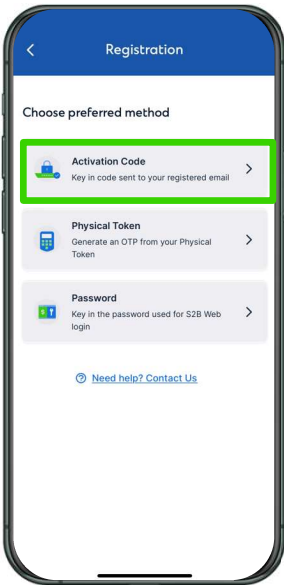 Registration
Choose preferred method
Activation Code
Key in code sent to your registered email
Physical Token
Generate an OTP from your Physical
Token
Password
Key in the password used for S2B Web
login
Need help? Contact Us